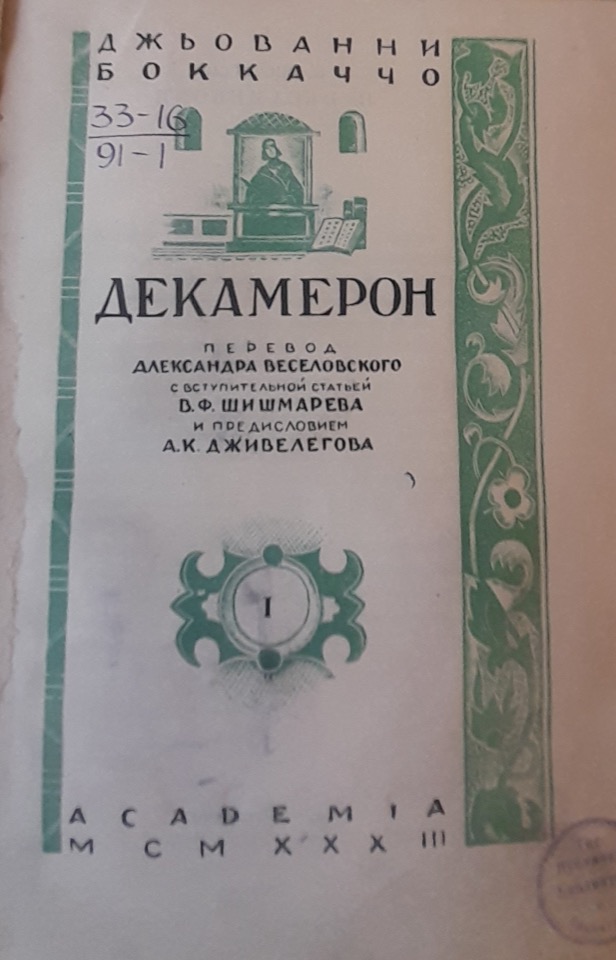 ДЖЬОВАННИ
БОККАЧЧО
33-16
91-1
ДЕКАМЕРОН
ПЕРЕВОД
АЛЕКСАНДРА ВЕСЕЛОВСКОГО
С ВСТУПИТЕЛЬНОЙ СТАТЬЕЙ
В.Ф. ШИШМАРЕВА
И ПРЕДИСЛОВИЕМ
А.К. ДЖИВЕЛЕГОВА
I
ACADEMIA
MCMXXXIII